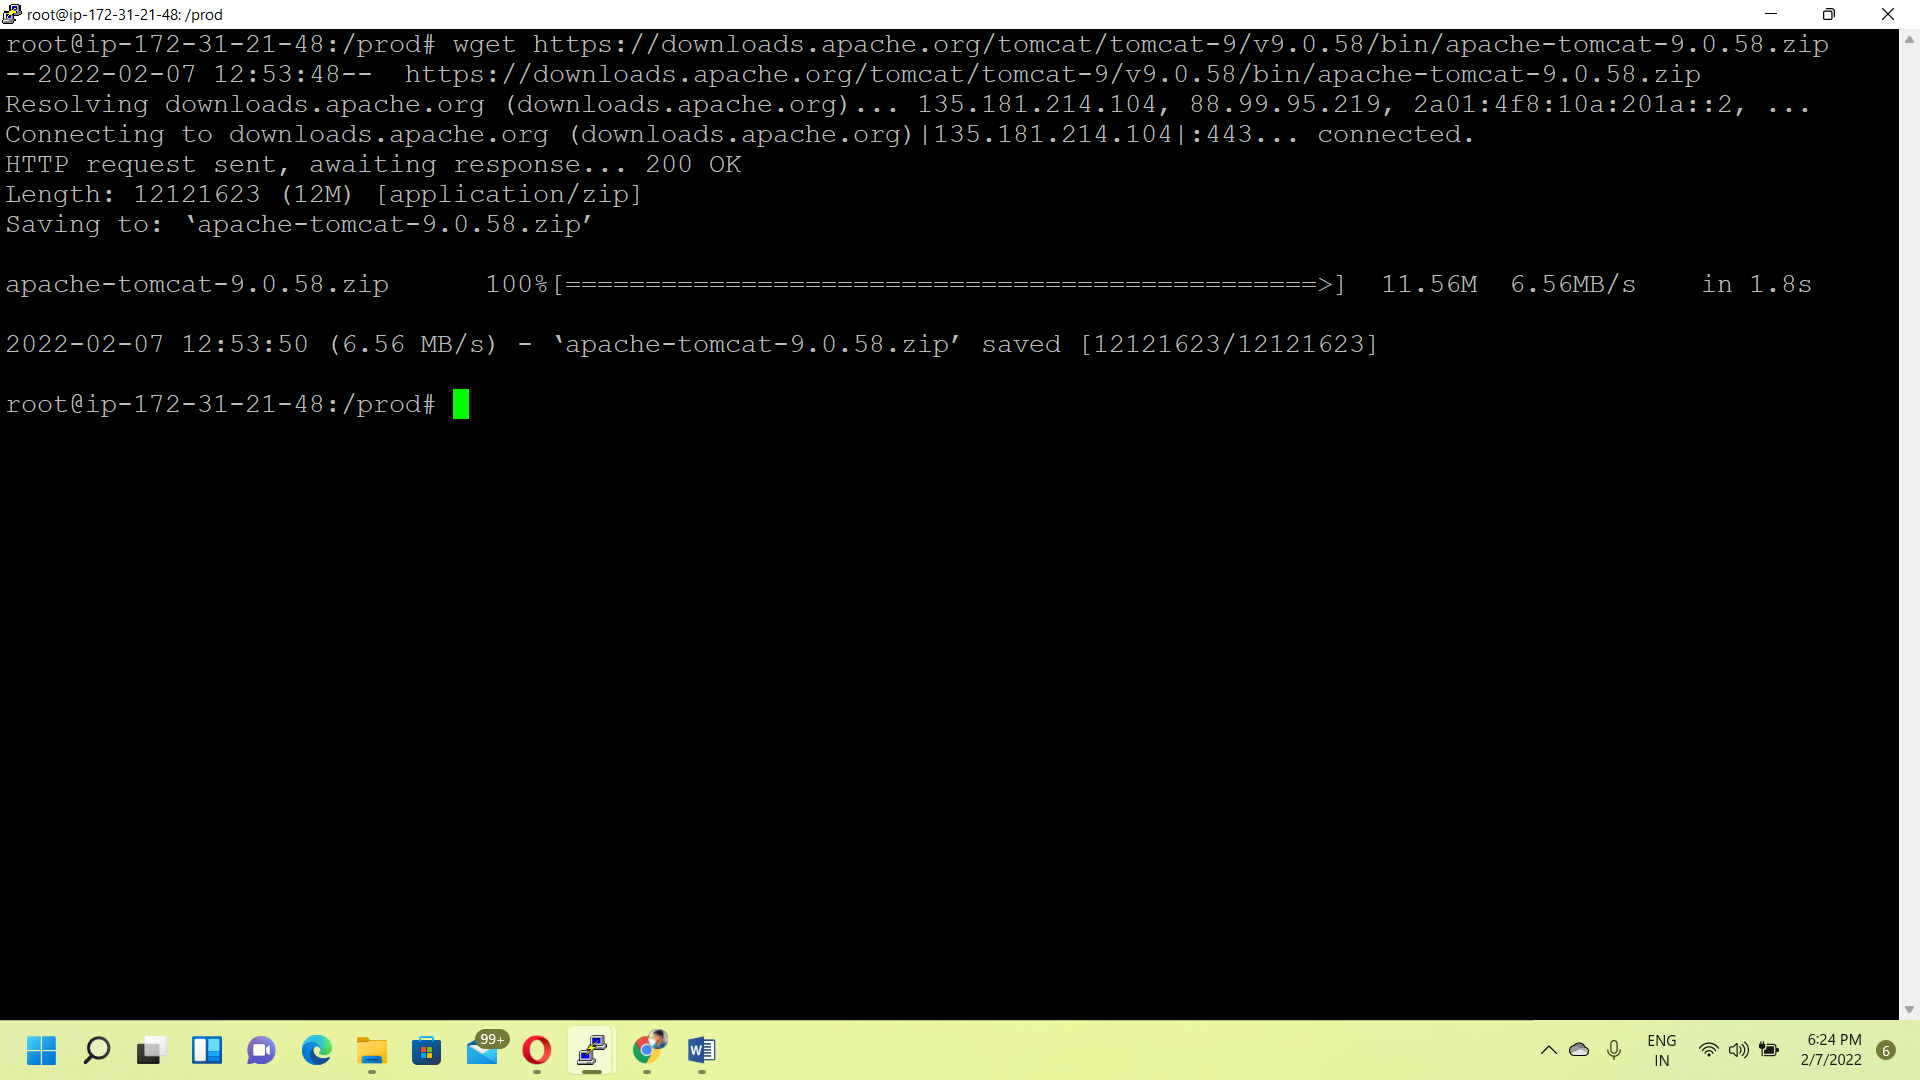 root@ip-172-31-21-48: /prod
root@ip-172-31-21-48:/prod# wget https://downloads.apache.org/tomcat/tomcat-9/v9.0.58/bin/apache-tomcat-9.0.58.zip
--2022-02-07 12:53:48--  https://downloads.apache.org/tomcat/tomcat-9/v9.0.58/bin/apache-tomcat-9.0.58.zip
Resolving downloads.apache.org (downloads.apache.org)... 135.181.214.104, 88.99.95.219, 2a01:4f8:10a:201a::2, ...
Connecting to downloads.apache.org (downloads.apache.org)|135.181.214.104|:443... connected.
HTTP request sent, awaiting response... 200 OK
Length: 12121623 (12M) [application/zip]
Saving to: ‘apache-tomcat-9.0.58.zip’
apache-tomcat-9.0.58.zip      100%[===============================================>]  11.56M  6.56MB/s    in 1.8s
2022-02-07 12:53:50 (6.56 MB/s) - ‘apache-tomcat-9.0.58.zip’ saved [12121623/12121623]
root@ip-172-31-21-48:/prod#
99+
ENG
IN
6:24 PM
2/7/2022
6